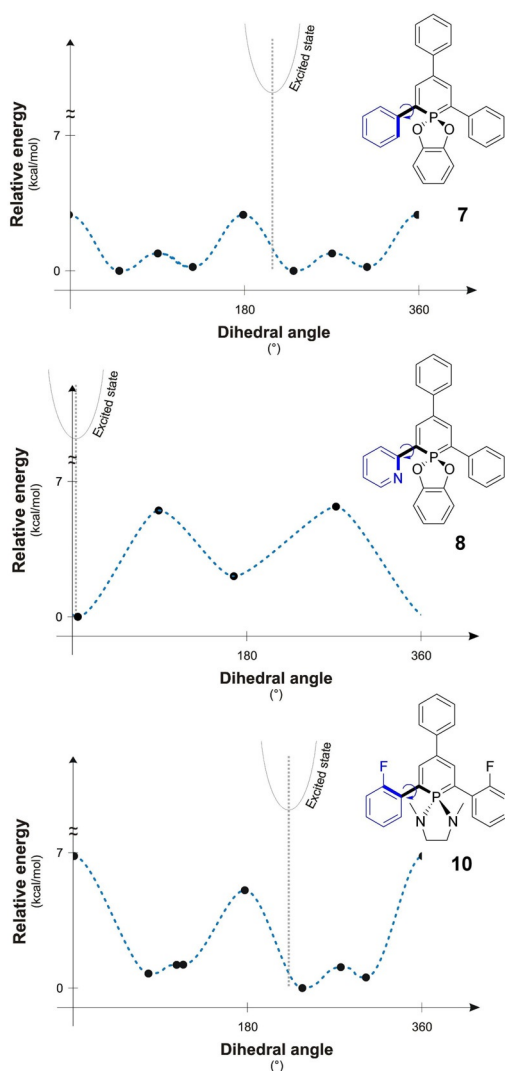 Excited state
Relative energy
(kcal/mol)
7
0
180
360
Dihedral angle
(°)
P
O
O
7
Excited state
Relative energy
(kcal/mol)
7
0
180
360
Dihedral angle
(°)
N
P
O
O
8
Excited state
Relative energy
(kcal/mol)
7
0
180
360
Dihedral angle
(°)
F
F
P
N
N
10